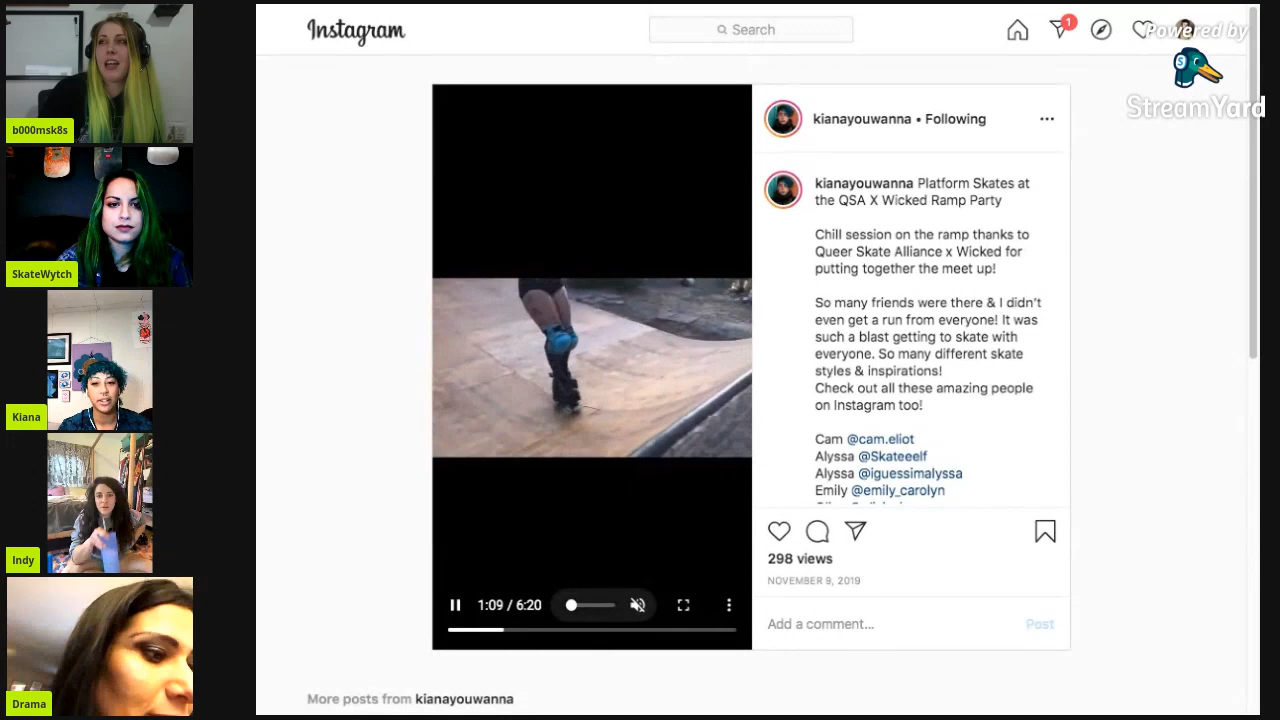 b000msk8s
SkateWytch
Kiana
Indy
Drama
Instagram
Search
1
Powered by
StreamYard
kianayouwanna • Following
kianayouwanna Platform Skates at
the QSA X Wicked Ramp Party
Chill session on the ramp thanks to
Queer Skate Alliance x Wicked for
putting together the meet up!
So many friends were there & I didn't
even get a run from everyone! It was
such a blast getting to skate with
everyone. So many different skate
styles & inspirations!
Check out all these amazing people
on Instagram too!
Cam @cam.eliot
Alyssa @Skateeelf
Alyssa @iguessimalyssa
Emily @emily_carolyn
298 views
NOVEMBER 9, 2019
Add a comment...
Post
1:09 / 6:20
More posts from kianayouwanna